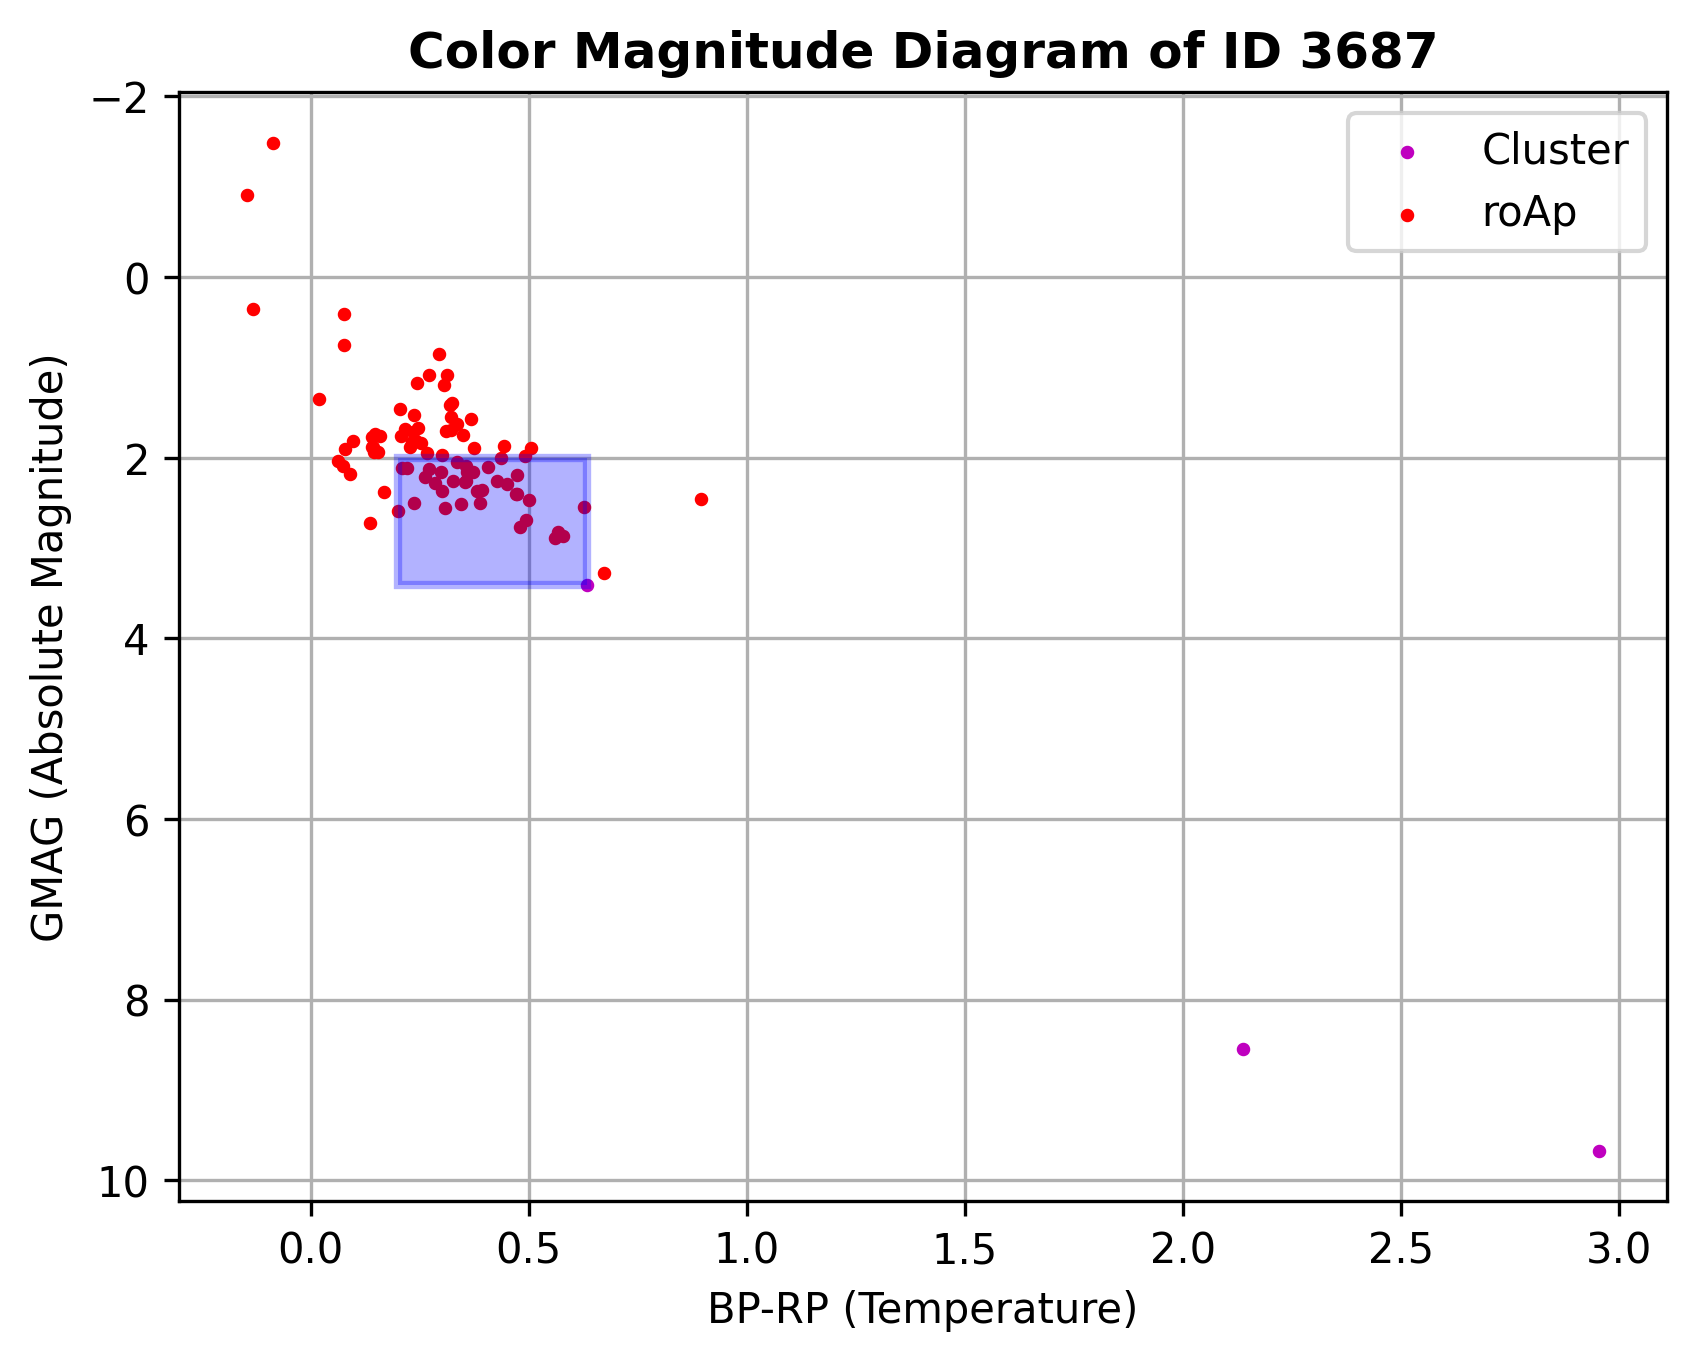 Color Magnitude Diagram of ID 3687
Cluster
roAp
GMAG (Absolute Magnitude)
−2
0
2
4
6
8
10
0.0 0.5 1.0 1.5 2.0 2.5 3.0
BP-RP (Temperature)